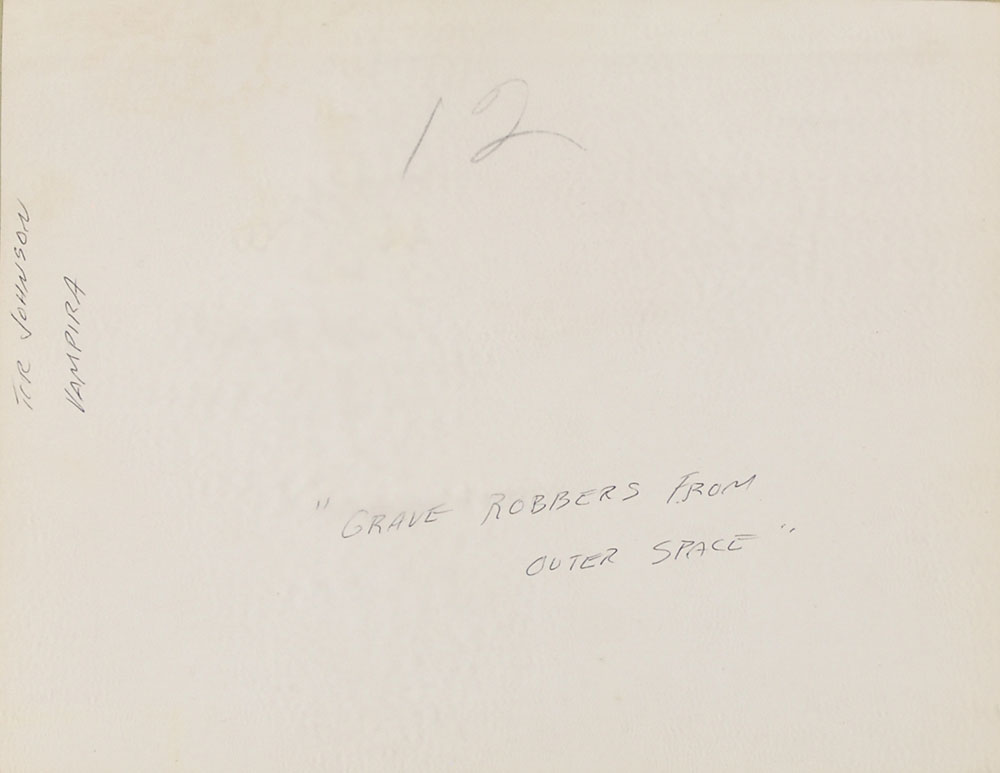 12
TOR JOHNSON
VAMPIRA
" GRAVE ROBBERS FROM
OUTER SPACE "